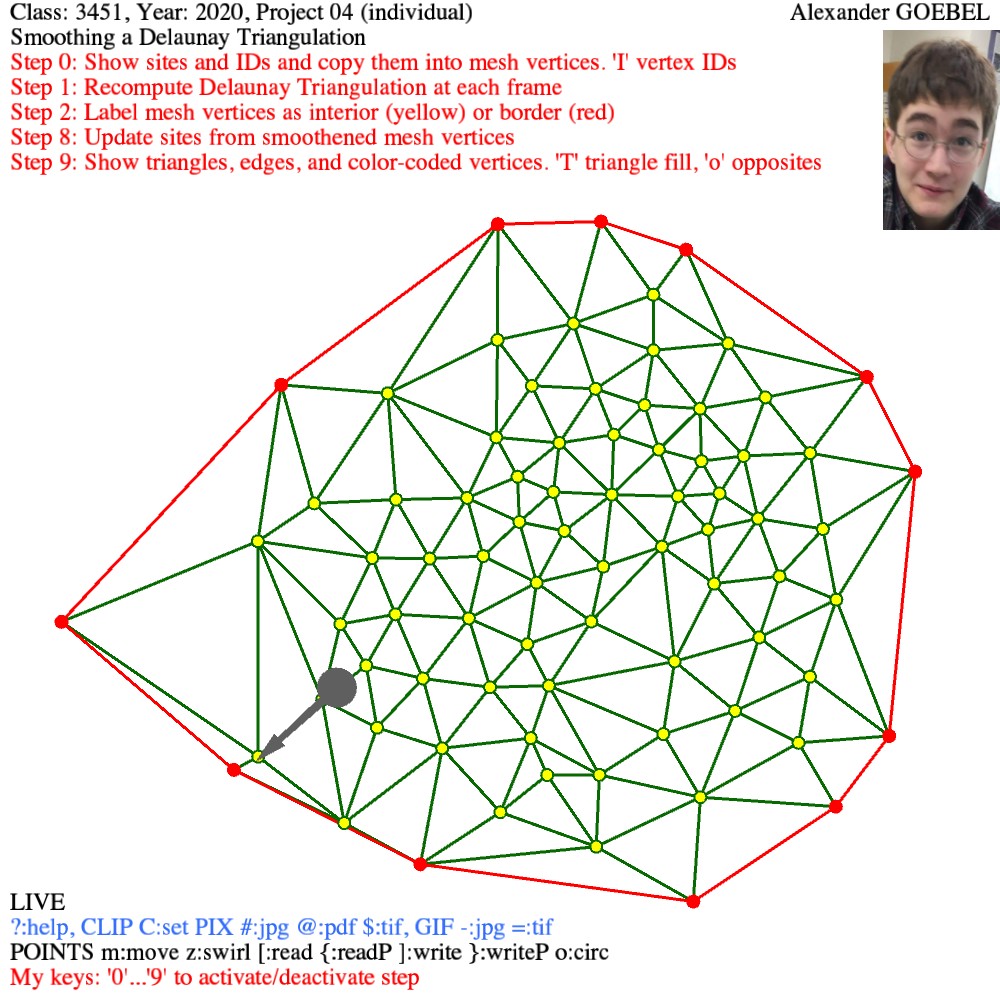 Class: 3451, Year: 2020, Project 04 (individual) Alexander GOEBEL
Smoothing a Delaunay Triangulation
Step 0: Show sites and IDs and copy them into mesh vertices. 'I' vertex IDs
Step 1: Recompute Delaunay Triangulation at each frame
Step 2: Label mesh vertices as interior (yellow) or border (red)
Step 8: Update sites from smoothened mesh vertices
Step 9: Show triangles, edges, and color-coded vertices. 'T' triangle fill, 'o' opposites
LIVE
?:help, CLIP C:set PIX #:jpg @:pdf $:tif, GIF -:jpg =:tif
POINTS m:move z:swirl [:read {:readP ]:write }:writeP o:circ
My keys: '0'...'9' to activate/deactivate step